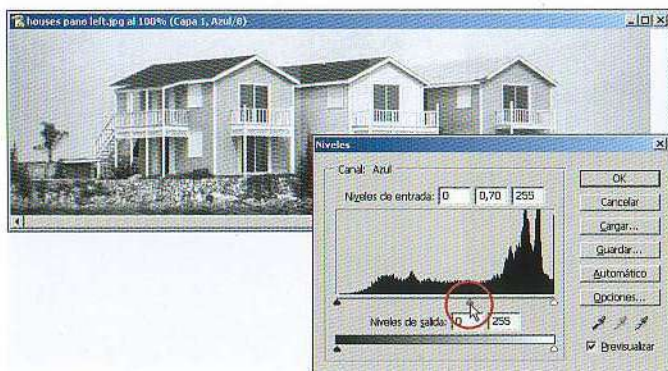 houses pano left.jpg al 100% (Capa 1, Azul/8)
Niveles
Canal: Azul
Niveles de entrada: 0 0,70 255
OK
Cancelar
Cargar...
Guardar...
Automático
Opciones...
Niveles de salida: 0 255
Previsualizar